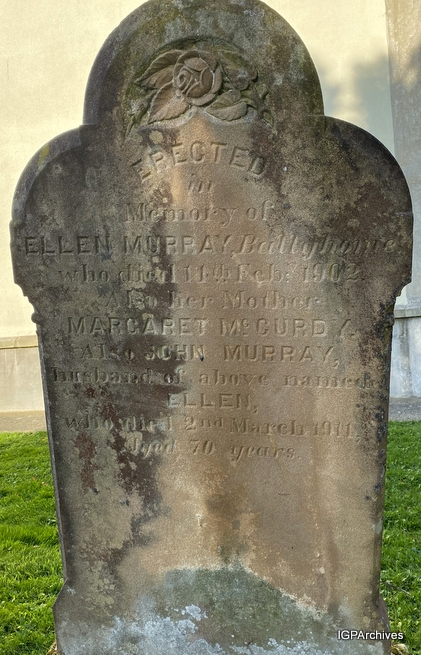 ERECTED
in
Memory of
ELLEN MURRAY, Ballyhome
who died 11th Feb: 1902.
Also her Mother
MARGARET McCURDY.
Also JOHN MURRAY,
husband of above named
ELLEN,
who died 2nd March 1911,
Aged 70 years.
IGPArchives